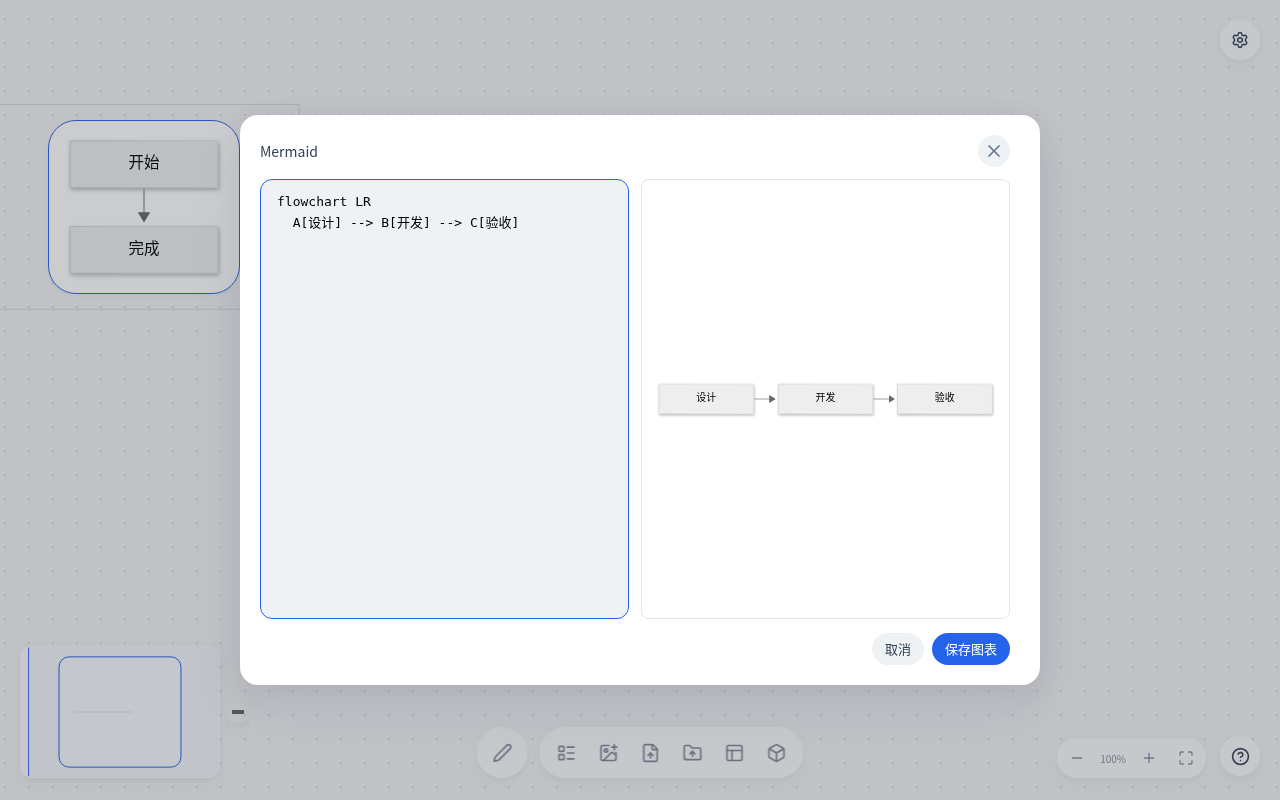 开始
完成
Mermaid
flowchart LR
A[设计] --> B[开发] --> C[验收]
设计
开发
验收
取消
保存图表
100%